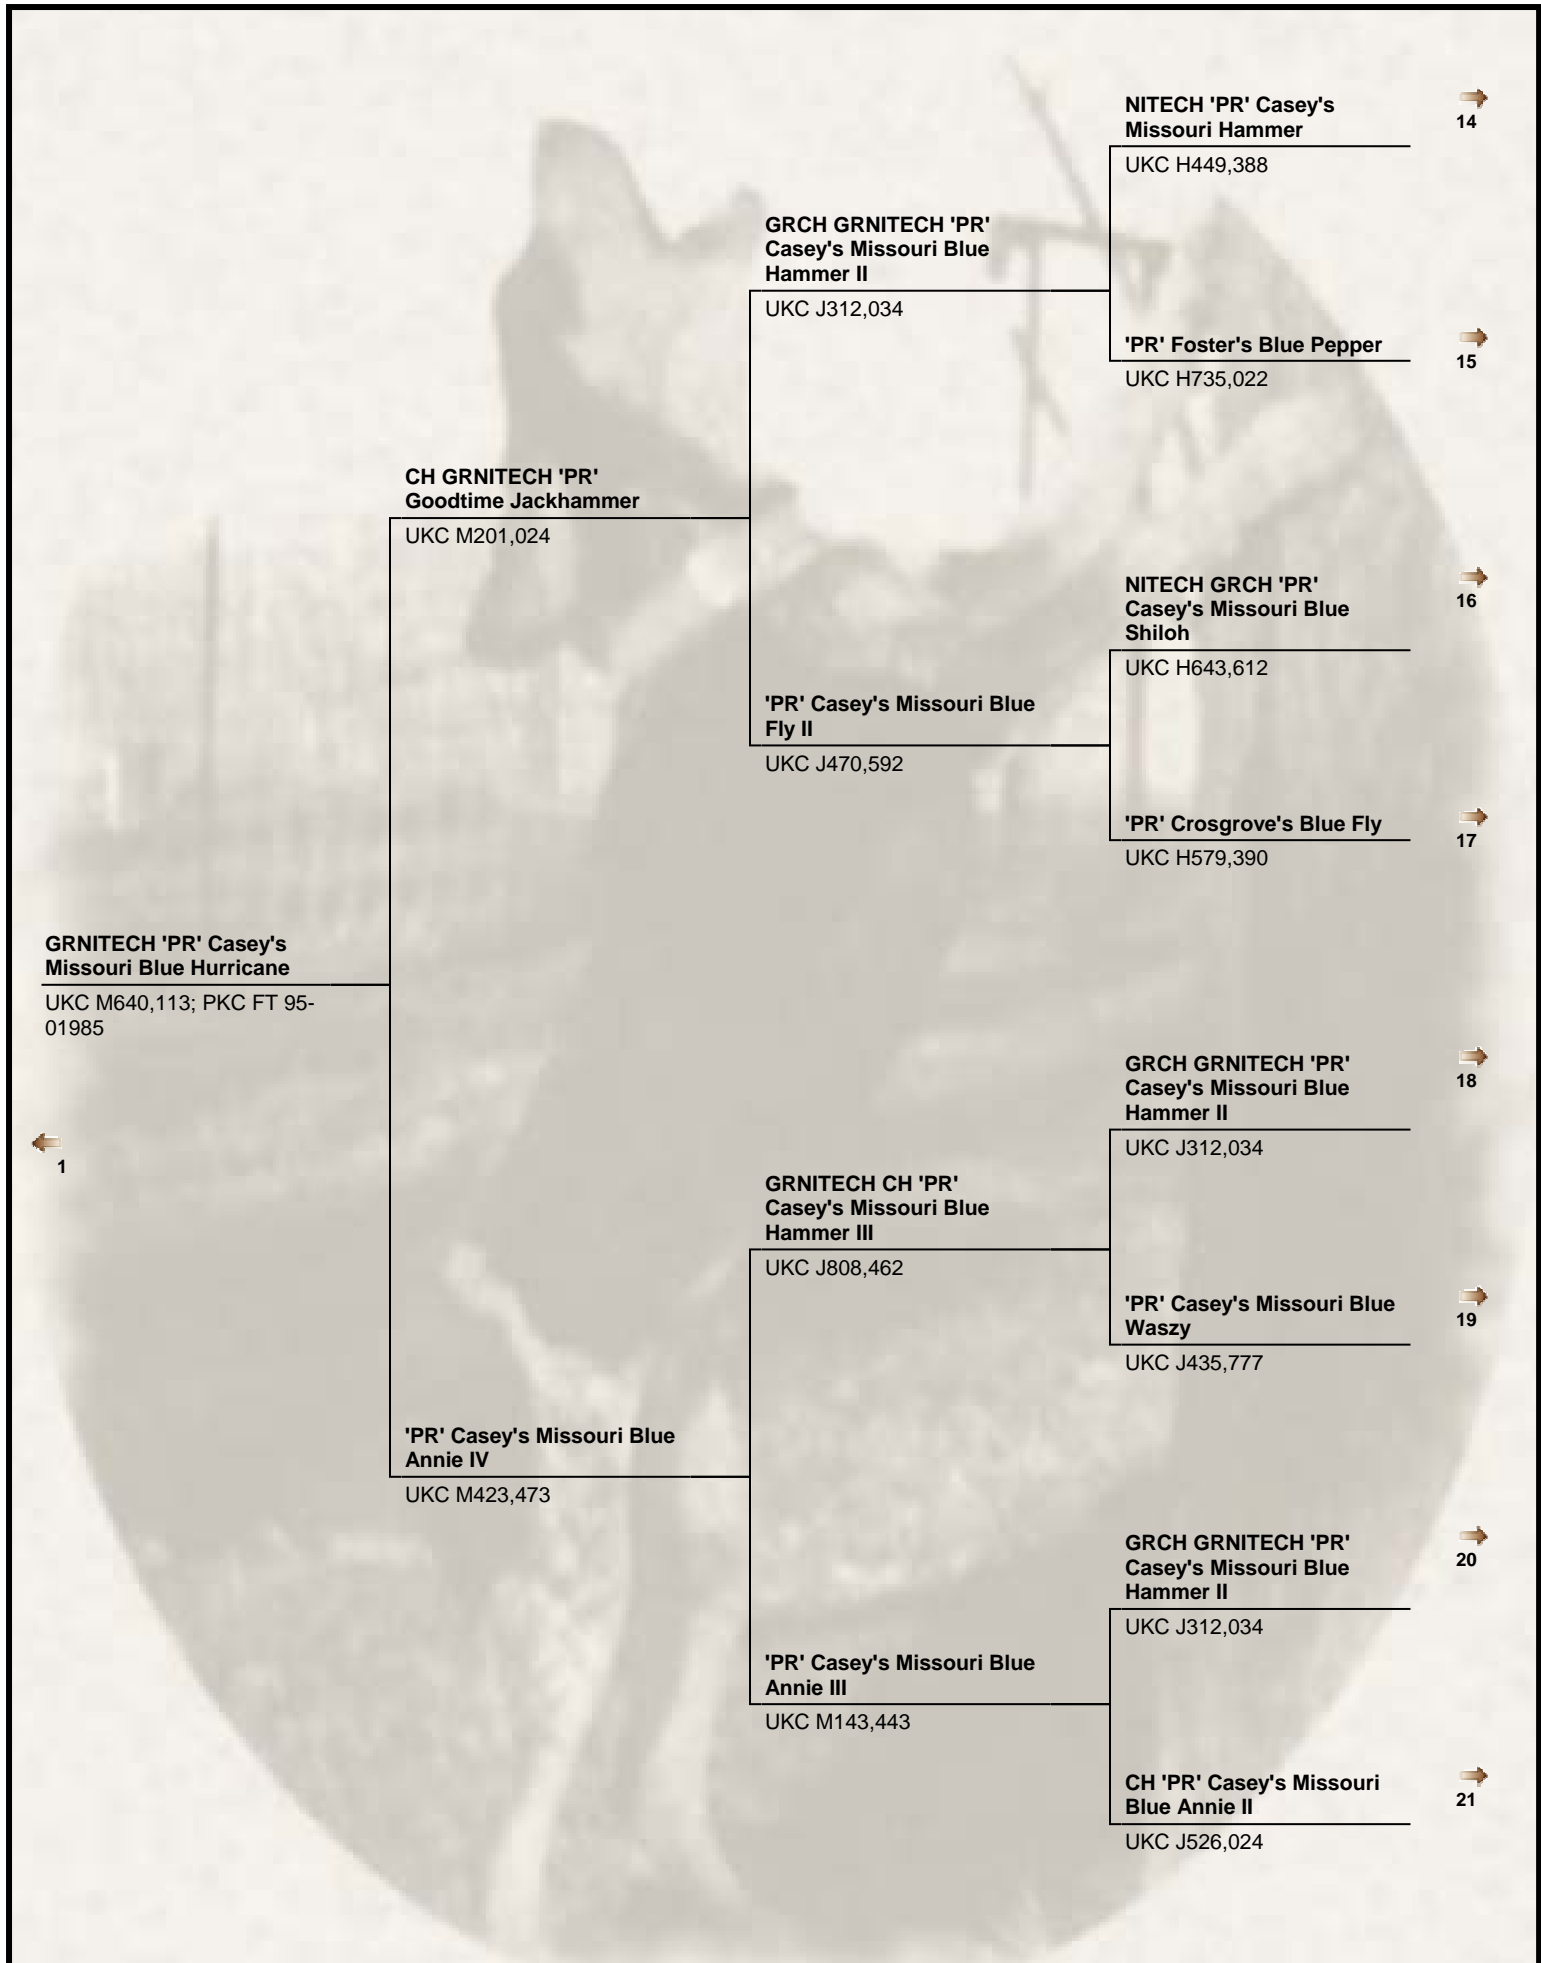 NITECH 'PR' Casey's
Missouri Hammer
UKC H449,388
14
GRCH GRNITECH 'PR'
Casey's Missouri Blue
Hammer II
UKC J312,034
'PR' Foster's Blue Pepper
UKC H735,022
15
CH GRNITECH 'PR'
Goodtime Jackhammer
UKC M201,024
NITECH GRCH 'PR'
Casey's Missouri Blue
Shiloh
UKC H643,612
16
'PR' Casey's Missouri Blue
Fly II
UKC J470,592
'PR' Crosgrove's Blue Fly
UKC H579,390
17
GRNITECH 'PR' Casey's
Missouri Blue Hurricane
UKC M640,113; PKC FT 95-
01985
1
GRCH GRNITECH 'PR'
Casey's Missouri Blue
Hammer II
UKC J312,034
18
GRNITECH CH 'PR'
Casey's Missouri Blue
Hammer III
UKC J808,462
'PR' Casey's Missouri Blue
Waszy
UKC J435,777
19
'PR' Casey's Missouri Blue
Annie IV
UKC M423,473
GRCH GRNITECH 'PR'
Casey's Missouri Blue
Hammer II
UKC J312,034
20
'PR' Casey's Missouri Blue
Annie III
UKC M143,443
CH 'PR' Casey's Missouri
Blue Annie II
UKC J526,024
21